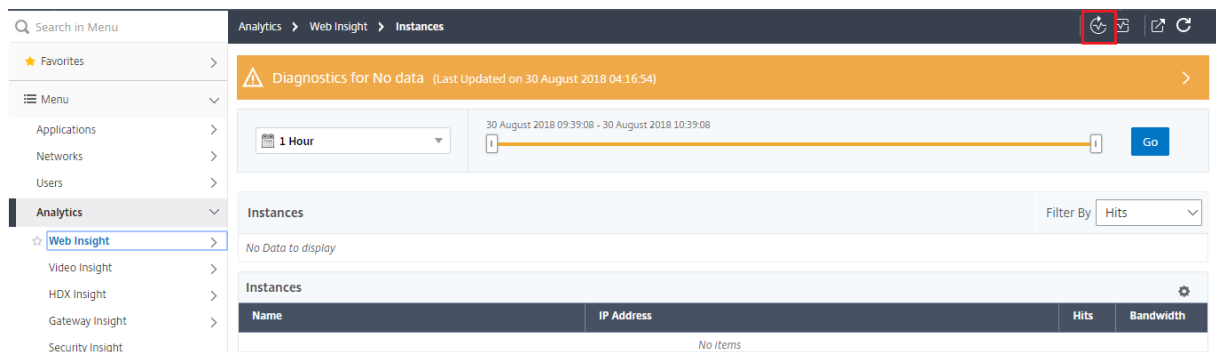 Search in Menu
Favorites
Menu
Applications
Networks
Users
Analytics
Web Insight
Video Insight
HDX Insight
Gateway Insight
Security Insight
Analytics > Web Insight > Instances
Diagnostics for No data (Last Updated on 30 August 2018 04:16:54)
1 Hour
30 August 2018 09:39:08 - 30 August 2018 10:39:08
Go
Instances Filter By Hits
No Data to display
Instances
Name IP Address Hits Bandwidth
No items